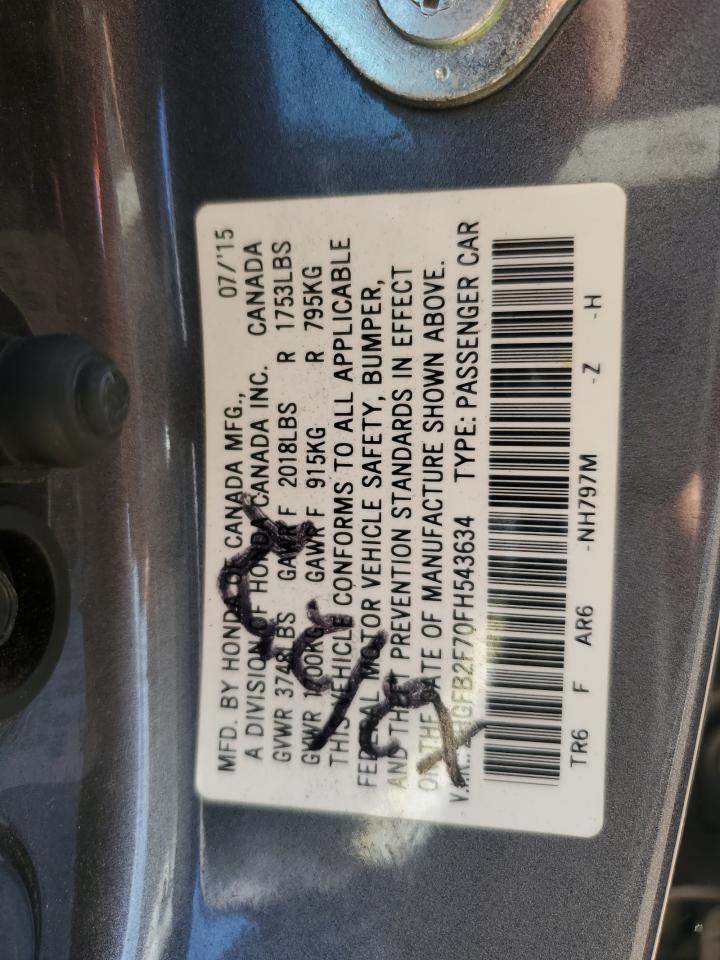 MFD. BY HONDA OF CANADA MFG., 07/'15
A DIVISION OF HONDA CANADA INC. CANADA
GVWR 3748LBS GAWR F 2018LBS R 1753LBS
GVWR 1700KG GAWR F 915KG R 795KG
THIS VEHICLE CONFORMS TO ALL APPLICABLE
FEDERAL MOTOR VEHICLE SAFETY, BUMPER,
AND THEFT PREVENTION STANDARDS IN EFFECT
ON THE DATE OF MANUFACTURE SHOWN ABOVE.
V.I.N.: GFB2F70FH543634 TYPE: PASSENGER CAR
TR6 F AR6 -NH797M -Z -H